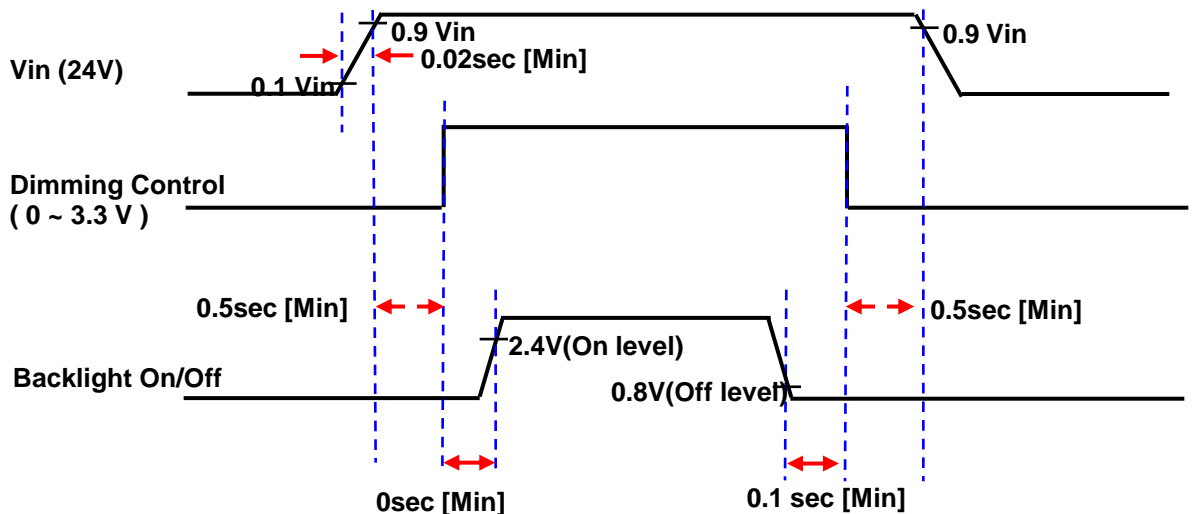 0.9 Vin
0.9 Vin
0.02sec [Min]
Vin (24V)
0.1 Vin
Dimming Control
( 0 ~ 3.3 V )
0.5sec [Min]
0.5sec [Min]
2.4V(On level)
Backlight On/Off
0.8V(Off level)
0sec [Min]
0.1 sec [Min]